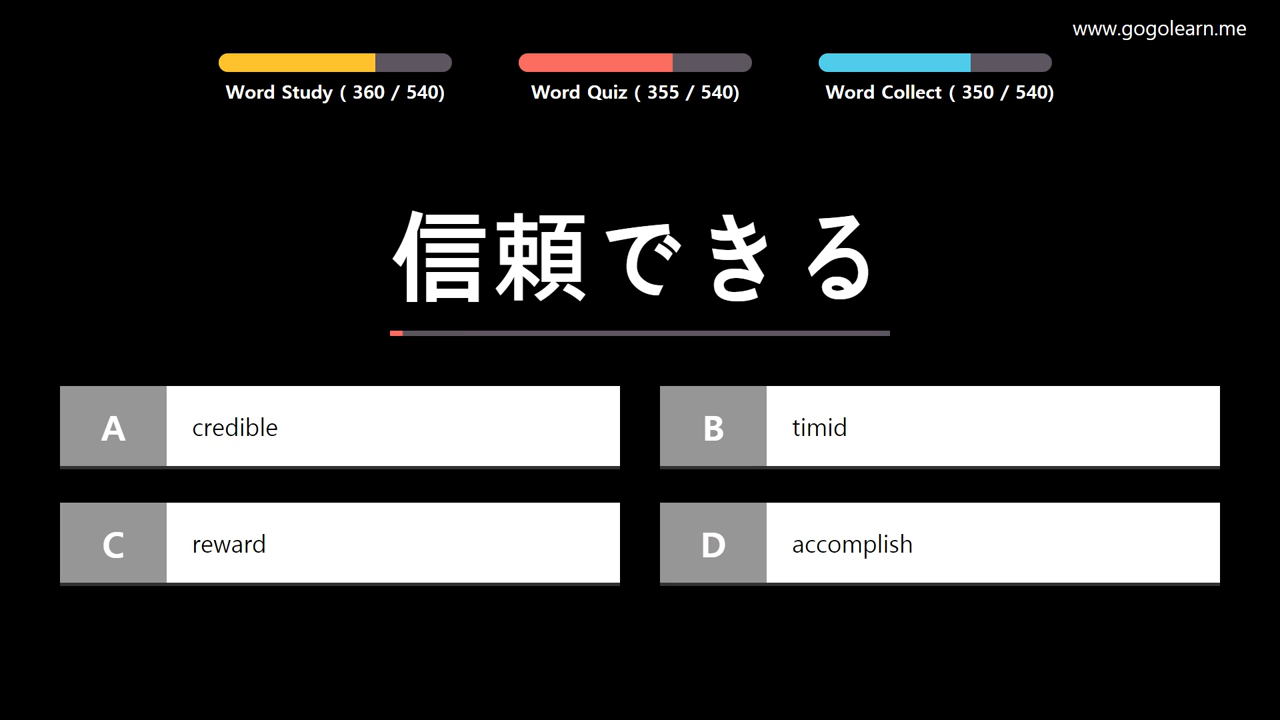 www.gogolearn.me
Word Study ( 360 / 540)
Word Quiz ( 355 / 540)
Word Collect ( 350 / 540)
信頼できる
A credible
B timid
C reward
D accomplish